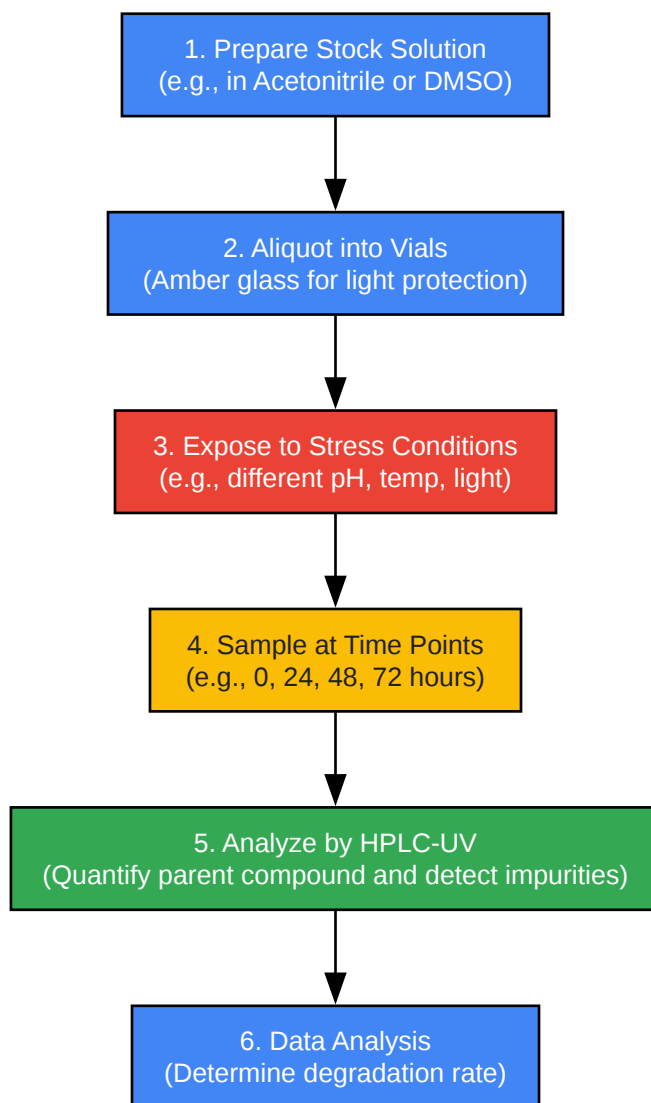 1. Prepare Stock Solution
(e.g., in Acetonitrile or DMSO)
2. Aliquot into Vials
(Amber glass for light protection)
3. Expose to Stress Conditions
(e.g., different pH, temp, light)
4. Sample at Time Points
(e.g., 0, 24, 48, 72 hours)
5. Analyze by HPLC-UV
(Quantify parent compound and detect impurities)
6. Data Analysis
(Determine degradation rate)